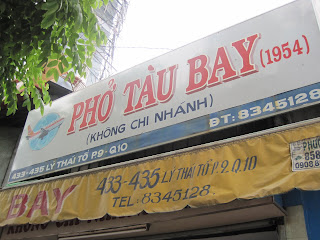 PHỞ TÀU BAY (1954)
(KHÔNG CHI NHÁNH)
ĐT: 8345128
433-435 LÝ THÁI TỔ P9-Q10
BAY 433-435 LÝ THÁI TỔ P.9.Q.10
TEL: 8345128